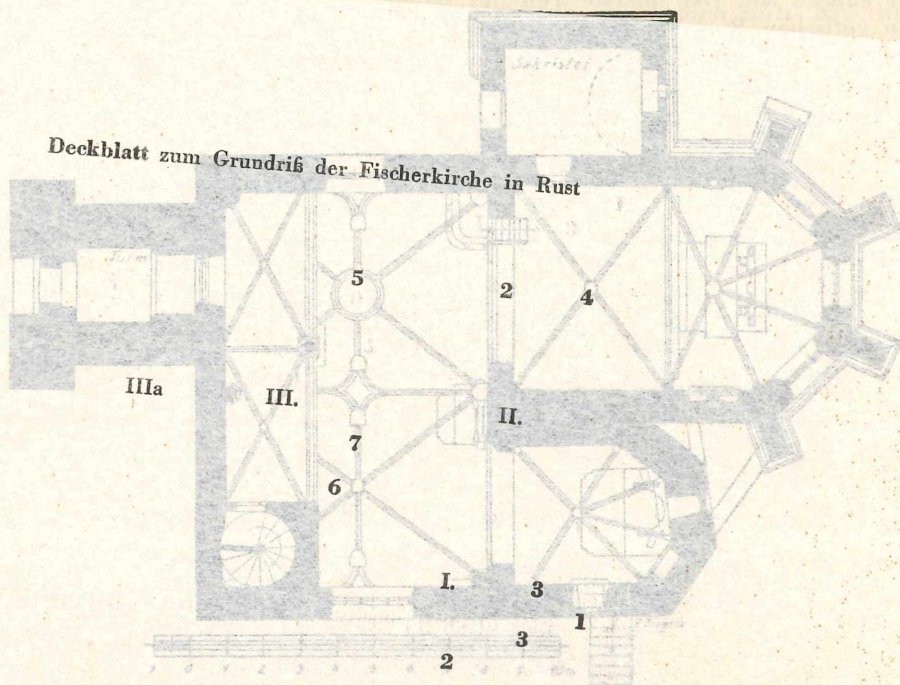 Sakristei
Deckblatt zum Grundriß der Fischerkirche in Rust
Turm
5
2
4
IIIa
III.
II.
7
6
I.
3
1
3
2